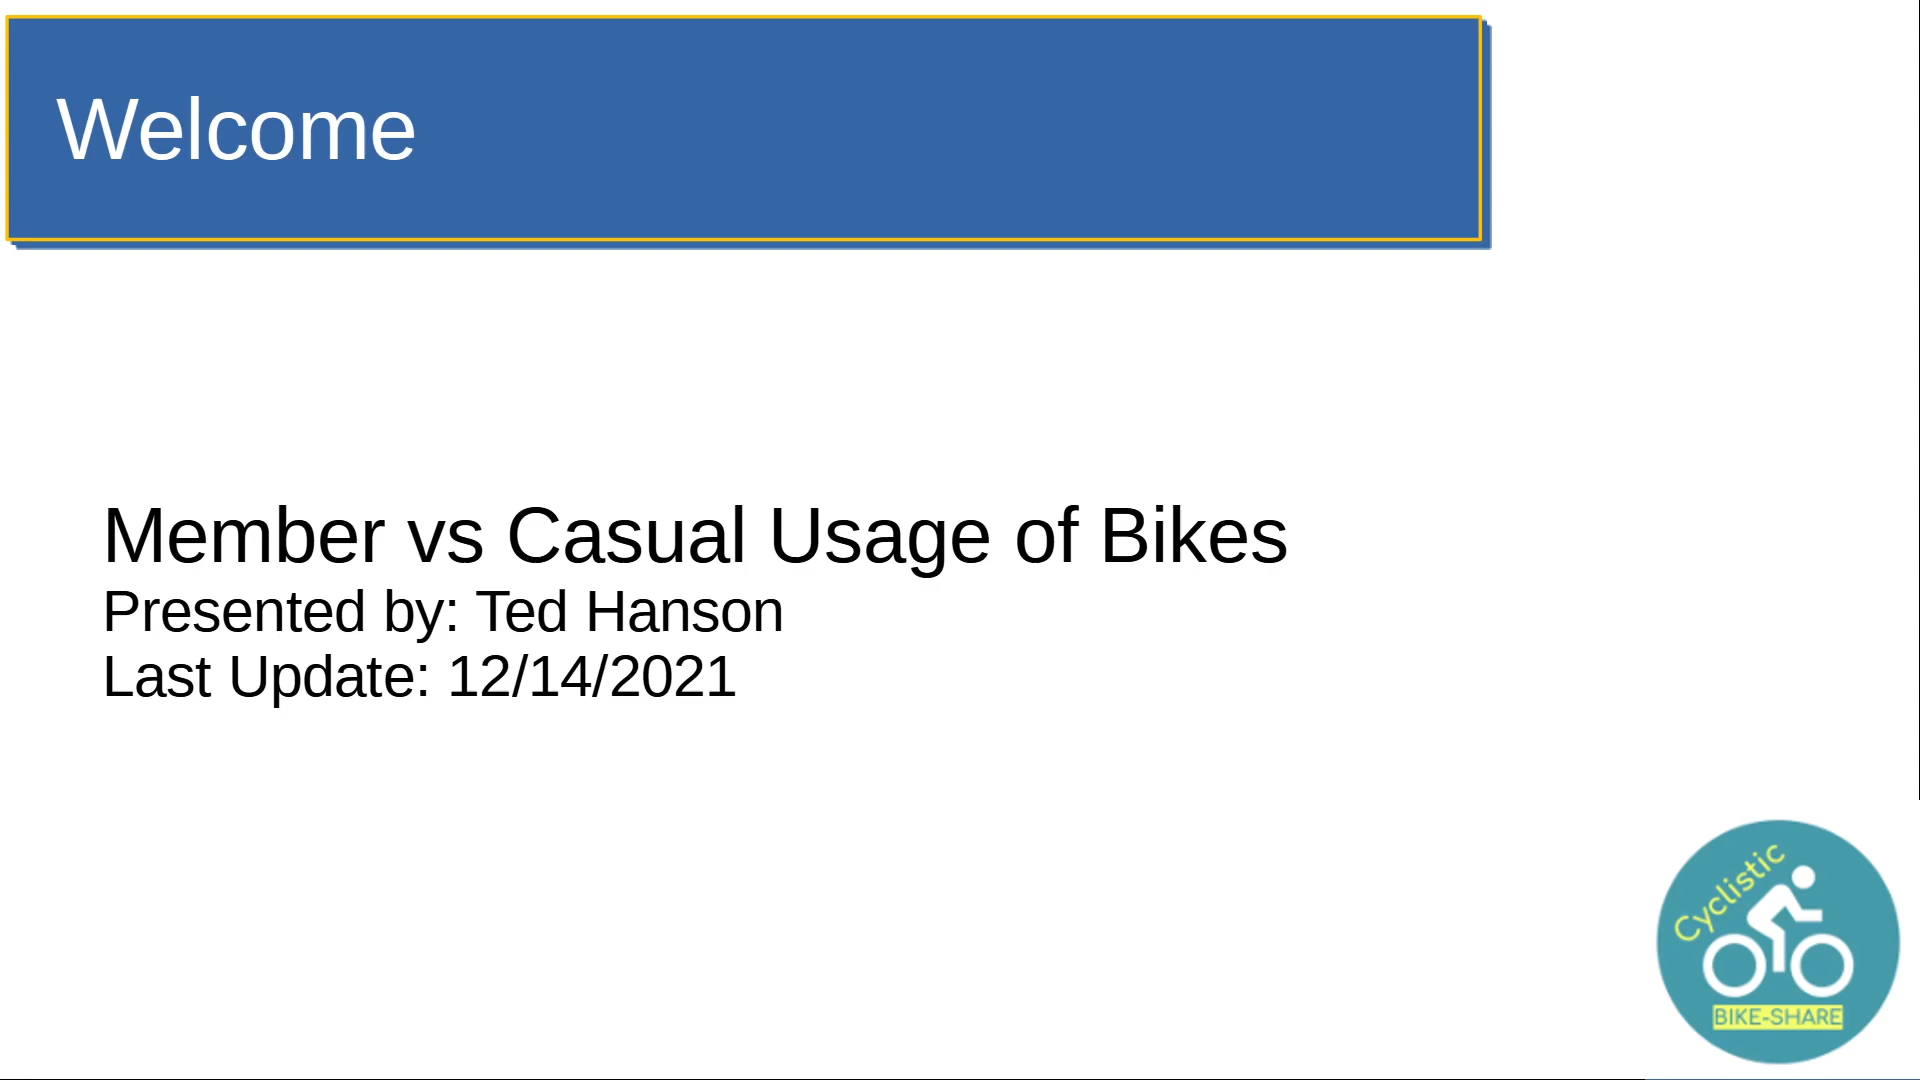 Welcome
Member vs Casual Usage of Bikes
Presented by: Ted Hanson
Last Update: 12/14/2021
Cyclistic
BIKE-SHARE